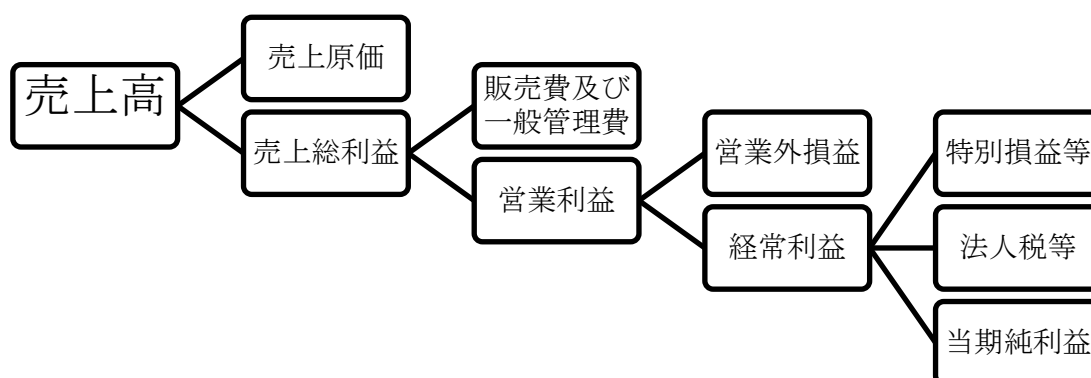 売上高
売上原価
売上総利益
販売費及び
一般管理費
営業利益
営業外損益
経常利益
特別損益等
法人税等
当期純利益